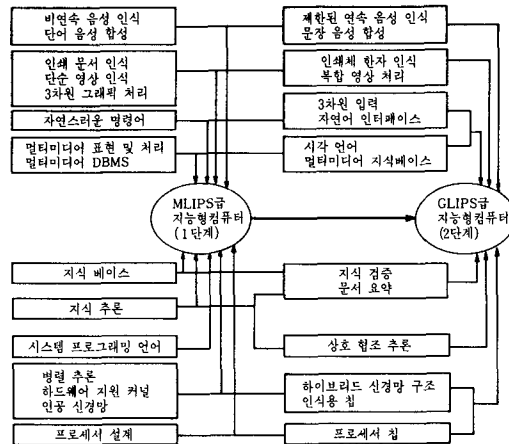 비연속 음성 인식
단어 음성 합성
제한된 연속 음성 인식
문장 음성 합성
인쇄 문서 인식
단순 영상 인식
3차원 그래픽 처리
인쇄체 한자 인식
복합 영상 처리
자연스러운 명령어
3차원 입력
자연어 인터페이스
멀티미디어 표현 및 처리
멀티미디어 DBMS
시각 언어
멀티미디어 지식베이스
MLIPS급
지능형컴퓨터
(1단계)
GLIPS급
지능형컴퓨터
(2단계)
지식 베이스
지식 추론
지식 검증
문서 요약
시스템 프로그래밍 언어
상호 협조 추론
병렬 추론
하드웨어 지원 커널
인공 신경망
하이브리드 신경망 구조
인식용 칩
프로세서 설계
프로세서 칩